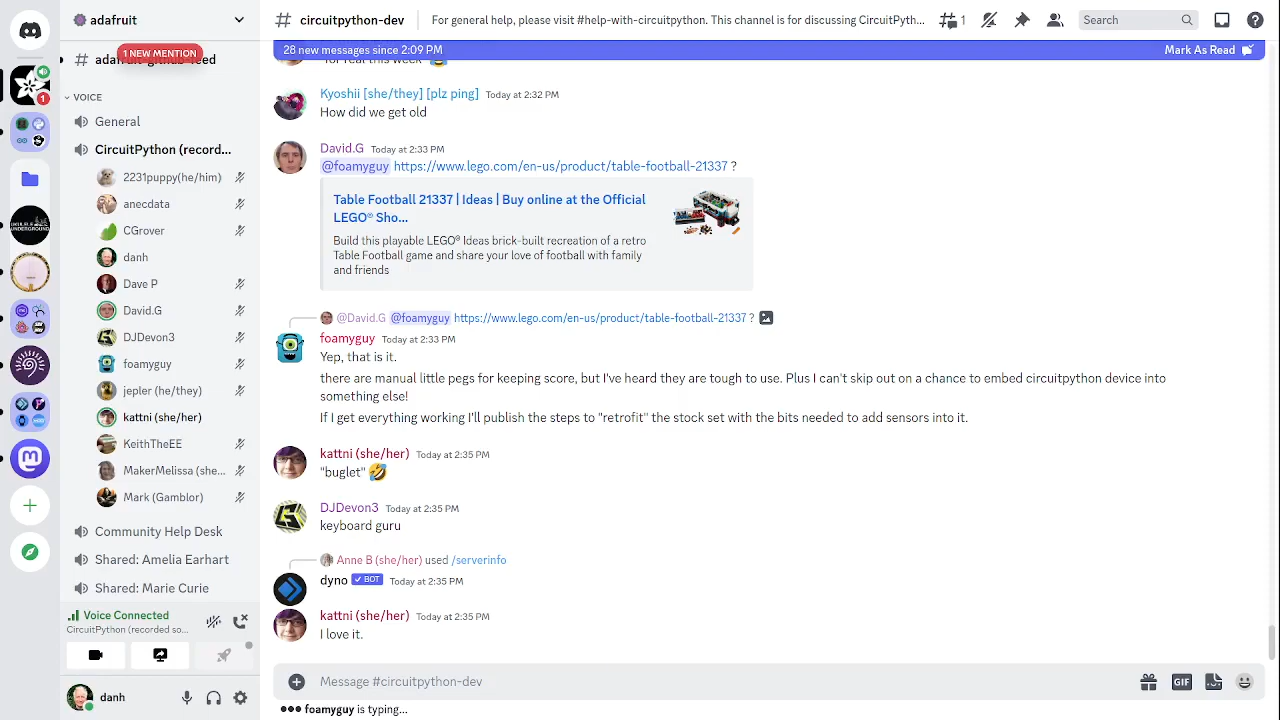 adafruit
1 NEW MENTION
VOICE
General
CircuitPython (record...
2231puppy(he/him)
anecdata
CGrover
danh
Dave P
David.G
DJDevon3
foamyguy
jepler (he/they)
kattni (she/her)
KeithTheEE
MakerMelissa (she...
Mark (Gamblor)
Community Help Desk
Shared: Amelia Earhart
Shared: Marie Curie
Voice Connected
CircuitPython (recorded so...
danh
# circuitpython-dev
For general help, please visit #help-with-circuitpython. This channel is for discussing CircuitPyth...
1
Search
28 new messages since 2:09 PM
Mark As Read
Kyoshii [she/they] [plz ping] Today at 2:32 PM
How did we get old
David.G Today at 2:33 PM
@foamyguy https://www.lego.com/en-us/product/table-football-21337 ?
Table Football 21337 | Ideas | Buy online at the Official
LEGO® Sho...
Build this playable LEGO® Ideas brick-built recreation of a retro
Table Football game and share your love of football with family
and friends
@David.G @foamyguy https://www.lego.com/en-us/product/table-football-21337 ?
foamyguy Today at 2:33 PM
Yep, that is it.
there are manual little pegs for keeping score, but I've heard they are tough to use. Plus I can't skip out on a chance to embed circuitpython device into
something else!
If I get everything working I'll publish the steps to "retrofit" the stock set with the bits needed to add sensors into it.
kattni (she/her) Today at 2:35 PM
"buglet" 🤣
DJDevon3 Today at 2:35 PM
keyboard guru
Anne B (she/her) used /serverinfo
dyno ✓ BOT Today at 2:35 PM
kattni (she/her) Today at 2:35 PM
I love it.
Message #circuitpython-dev
GIF
foamyguy is typing...